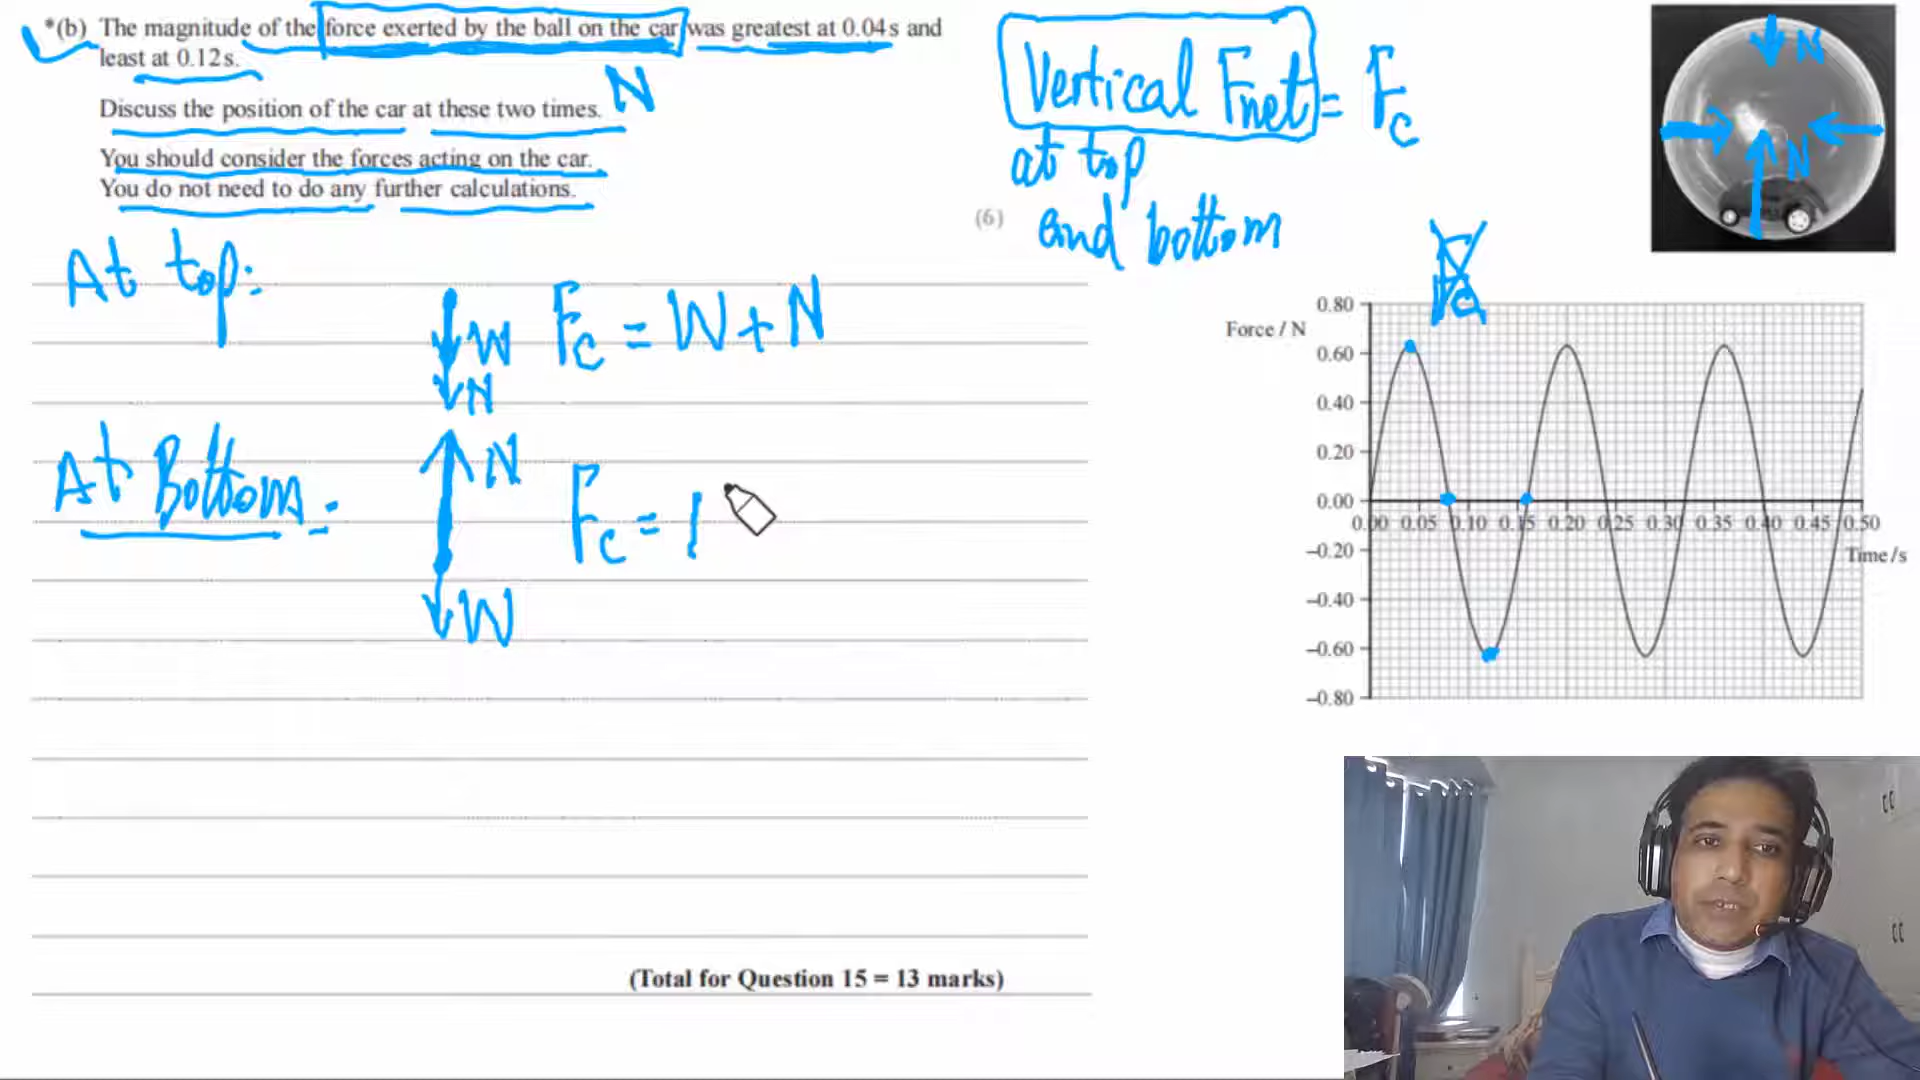 *(b) The magnitude of the force exerted by the ball on the car was greatest at 0.04 s and
least at 0.12 s.
N
Discuss the position of the car at these two times.
You should consider the forces acting on the car.
You do not need to do any further calculations.
(6)
Vertical Fnet = Fc
at top
and bottom
N
N
At top:
W
N
Fc = W + N
At Bottom:
N
W
Fc =
Force / N
0.80
0.60
0.40
0.20
0.00
−0.20
−0.40
−0.60
−0.80
0.00 0.05 0.10 0.15 0.20 0.25 0.30 0.35 0.40 0.45 0.50
Time / s
(Total for Question 15 = 13 marks)